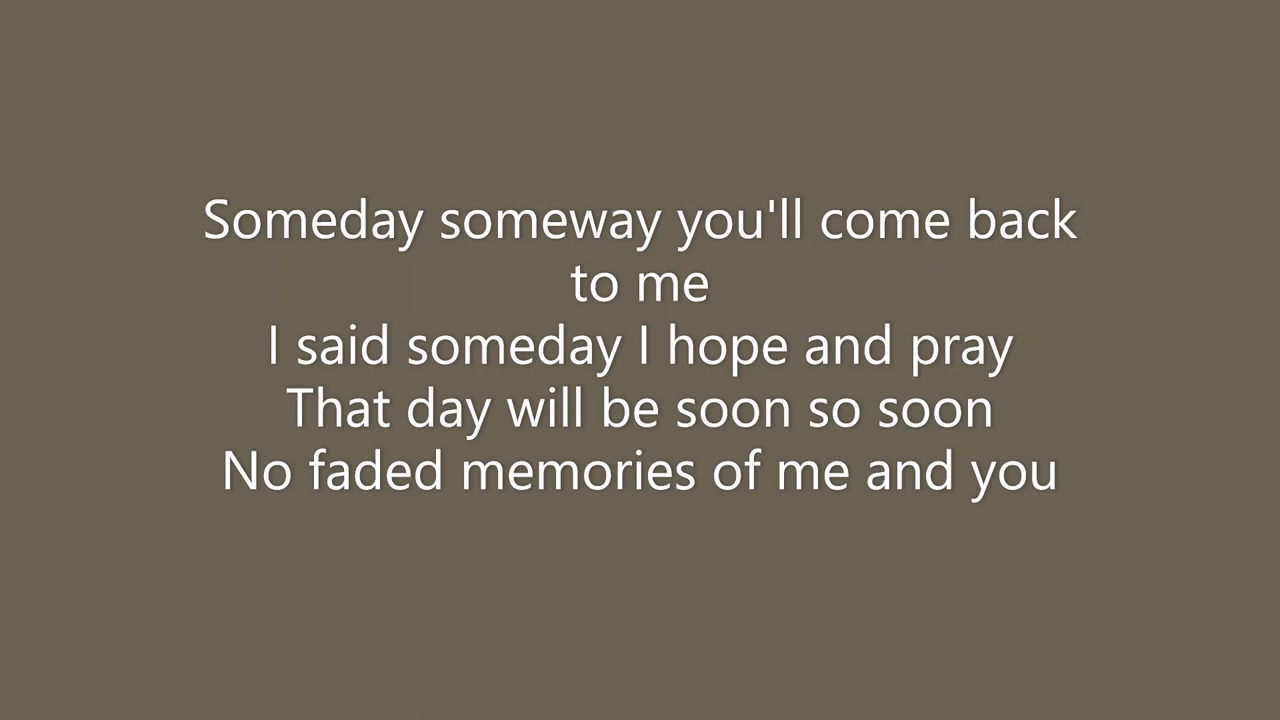 Someday someway you'll come back
to me
I said someday I hope and pray
That day will be soon so soon
No faded memories of me and you